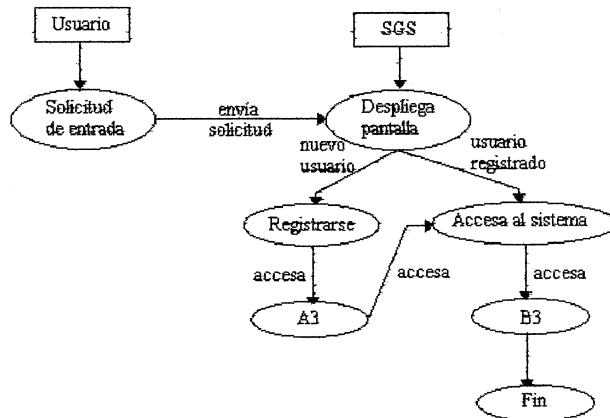 Usuario
SGS
Solicitud
de entrada
envía
solicitud
Despliega
pantalla
nuevo
usuario
usuario
registrado
Registrarse
Accesa al sistema
accesa
accesa
accesa
A3
B3
Fin